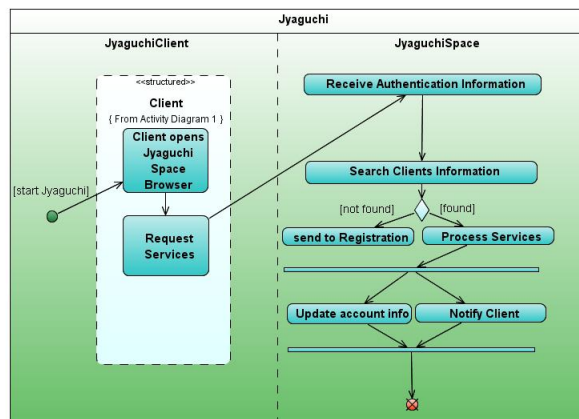 Jyaguchi
JyaguchiClient
JyaguchiSpace
<<structured>>
Client
{ From Activity Diagram 1 }
Client opens
Jyaguchi
Space
Browser
[start Jyaguchi]
Request
Services
Receive Authentication Information
Search Clients Information
[not found]
[found]
send to Registration
Process Services
Update account info
Notify Client